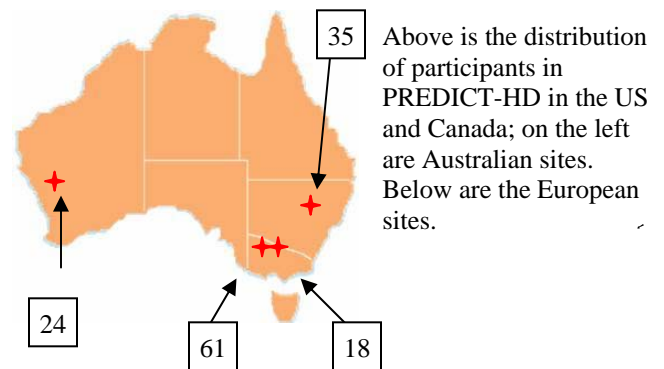 35
Above is the distribution
of participants in
PREDICT-HD in the US
and Canada; on the left
are Australian sites.
Below are the European
sites.
24
61
18